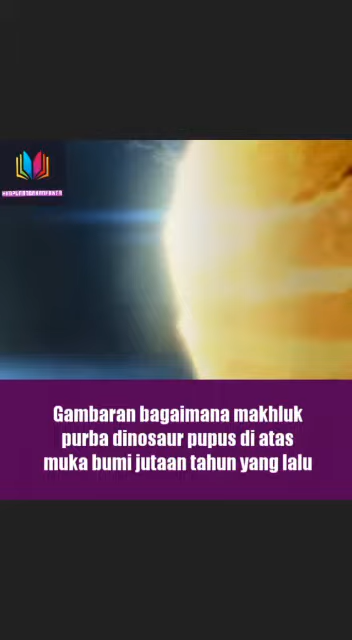 Gambaran bagaimana makhluk
purba dinosaur pupus di atas
muka bumi jutaan tahun yang lalu